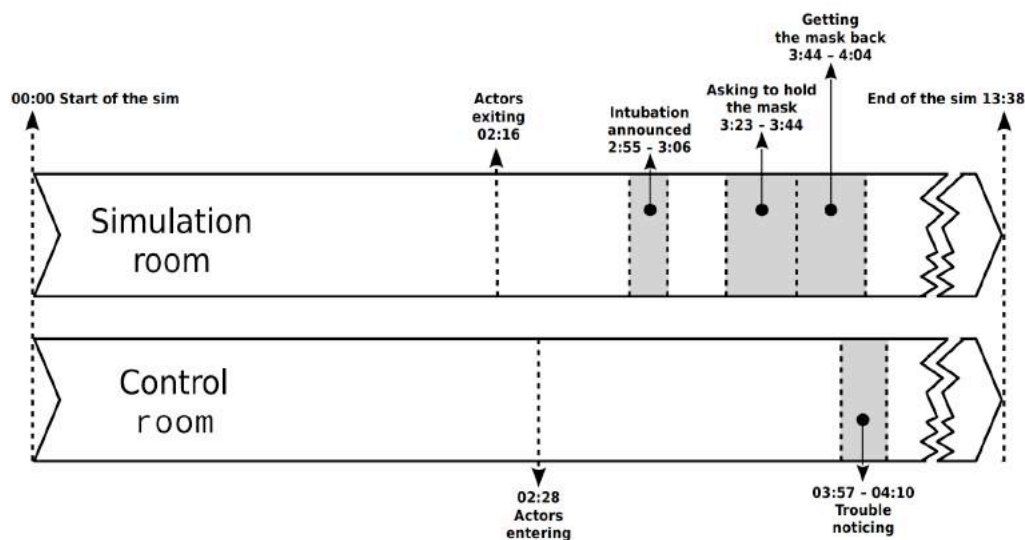 Getting
the mask back
3:44 – 4:04
00:00 Start of the sim
Actors
exiting
02:16
Intubation
announced
2:55 – 3:06
Asking to hold
the mask
3:23 – 3:44
End of the sim 13:38
Simulation
room
Control
room
02:28
Actors
entering
03:57 – 04:10
Trouble
noticing